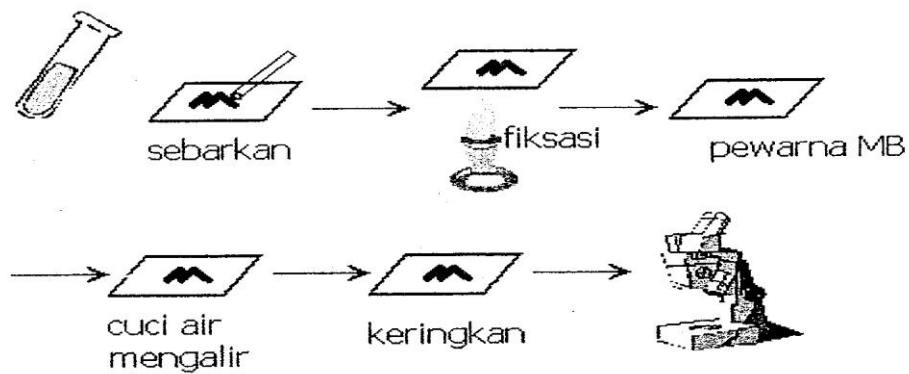 sebarkan
fiksasi
pewarna MB
cuci air
mengalir
keringkan